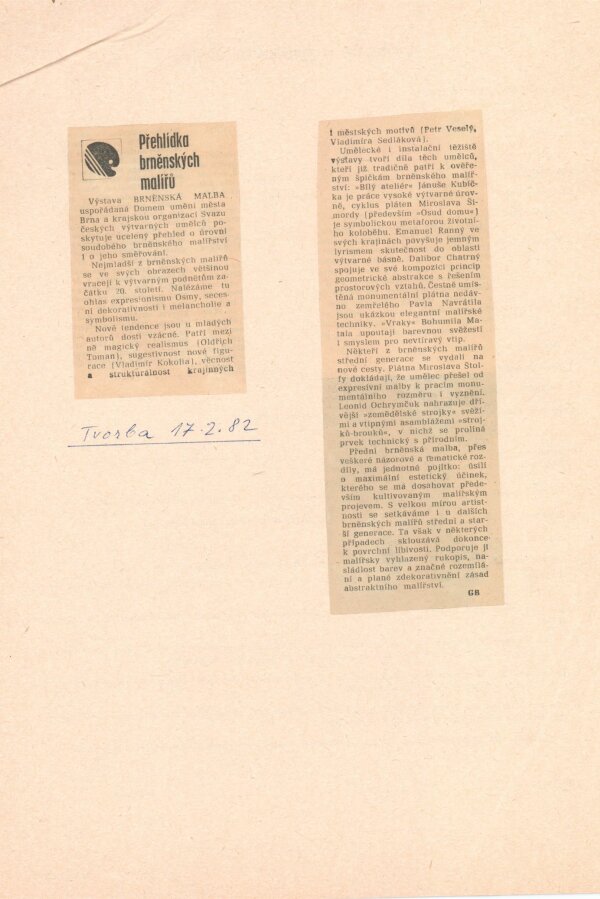 Přehlídka
brněnských
malířů
Výstava BRNĚNSKÁ MALBA
uspořádaná Domem umění města
Brna a krajskou organizací Svazu
českých výtvarných umělců po-
skytuje ucelený přehled o úrovni
soudobého brněnského malířství
i o jeho směřování.
Nejmladší z brněnských malířů
se ve svých obrazech většinou
vracejí k výtvarným podnětům za-
čátku 20. století. Nalézáme tu
ohlas expresionismu Osmy, seces-
ní dekorativnosti i melancholie a
symbolismu.
Nové tendence jsou u mladých
autorů dosti vzácné. Patří mezi
ně magický realismus (Oldřich
Toman), sugestivnost nové figu-
race (Vladimír Kokolia), věcnost
a strukturálnost krajinných
Tvorba 17.2.82
i městských motivů (Petr Veselý,
Vladimíra Sedláková).
Umělecké i instalační těžiště
výstavy tvoří díla těch umělců,
kteří již tradičně patří k ověře-
ným špičkám brněnského malíř-
ství: »Bílý ateliér« Jánuše Kubíč-
ka je práce vysoké výtvarné úrov-
ně, cyklus pláten Miroslava Ši-
mordy (především »Osud domu«)
je symbolickou metaforou životní-
ho koloběhu. Emanuel Ranný ve
svých krajinách povyšuje jemným
lyrismem skutečnost do oblasti
výtvarné básně. Dalibor Chatrný
spojuje ve své kompozici princip
geometrické abstrakce s řešením
prostorových vztahů. Čestně umís-
těná monumentální plátna nedáv-
no zemřelého Pavla Navrátila
jsou ukázkou elegantní malířské
techniky. »Vraky« Bohumila Ma-
tala upoutají barevnou svěžestí
i smyslem pro nevtíravý vtip.
Někteří z brněnských malířů
střední generace se vydali na
nové cesty. Plátna Miroslava Štol-
fy dokládají, že umělec přešel od
expresivní malby k pracím monu-
mentálního rozměru i vyznění.
Leonid Ochrymčuk nahrazuje dří-
vější »zemědělské strojky« svěží-
mi a vtipnými asamblážemi »stroj-
ků-brouků«, v nichž se prolíná
prvek technický s přírodním.
Přední brněnská malba, přes
veškeré názorové a tematické roz-
díly, má jednotné pojítko: úsilí
o maximální estetický účinek,
kterého se má dosahovat přede-
vším kultivovaným malířským
projevem. S velkou mírou artist-
nosti se setkáváme i u dalších
brněnských malířů střední a star-
ší generace. Ta však v některých
případech sklouzává dokonce
k povrchní líbivosti. Podporuje ji
malířsky vyhlazený rukopis, na-
sládlost barev a značné rozmělňá-
ní a plané zdekorativnění zásad
abstraktního malířství.
GB